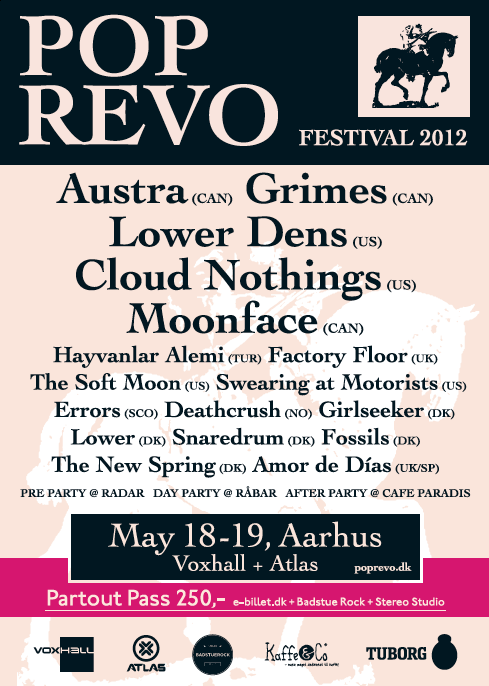 POP
REVO
FESTIVAL 2012
Austra (CAN) Grimes (CAN)
Lower Dens (US)
Cloud Nothings (US)
Moonface (CAN)
Hayvanlar Alemi (TUR) Factory Floor (UK)
The Soft Moon (US) Swearing at Motorists (US)
Errors (SCO) Deathcrush (NO) Girlseeker (DK)
Lower (DK) Snaredrum (DK) Fossils (DK)
The New Spring (DK) Amor de Días (UK/SP)
PRE PARTY @ RADAR DAY PARTY @ RÅBAR AFTER PARTY @ CAFE PARADIS
May 18-19, Aarhus
Voxhall + Atlas poprevo.dk
Partout Pass 250,- e-billet.dk + Badstue Rock + Stereo Studio
VOXHALL
ATLAS
BADSTUEROCK
Kaffe & Co
TUBORG